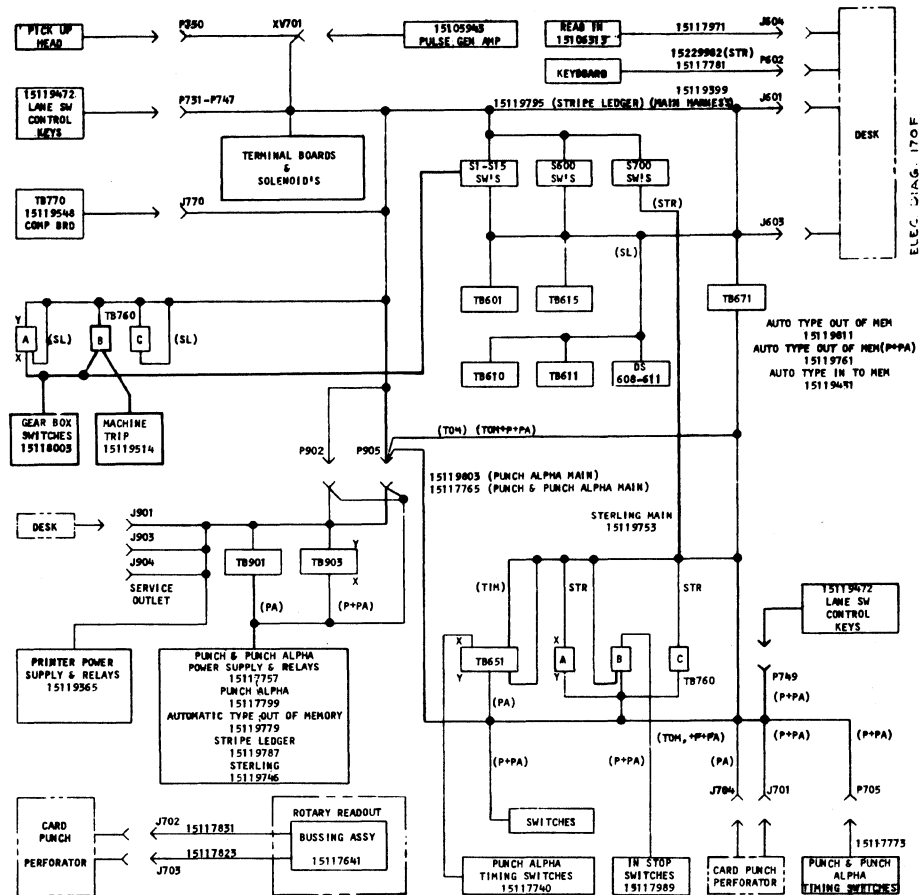 PICK UP
HEAD
P350
XV701
15105943
PULSE GEN AMP
READ IN
15106313
15117971
J604
KEYBOARD
15229982(STR)
15117781
P602
15119472
LANE SW
CONTROL
KEYS
P731-P747
15119399
15119795 (STRIPE LEDGER) (MAIN HARNESS)
J601
DESK
ELEC DIAG. 170F
TERMINAL BOARDS
&
SOLENOID'S
S1-S15
SW'S
S600
SW'S
S700
SW'S
TB770
15119548
COMP BRD
J770
(STR)
J603
(SL)
TB601
TB615
TB671
Y
A
X
(SL)
B
TB760
C
(SL)
TB610
TB611
DS
608-611
AUTO TYPE OUT OF MEM
15119811
AUTO TYPE OUT OF MEM(P+PA)
15119761
AUTO TYPE IN TO MEM
15119431
GEAR BOX
SWITCHES
15118003
MACHINE
TRIP
15119514
P902
P905
(TOM) (TOM+P+PA)
15119803 (PUNCH ALPHA MAIN)
15117765 (PUNCH & PUNCH ALPHA MAIN)
DESK
J901
J903
J904
SERVICE
OUTLET
TB901
TB903
Y
X
STERLING MAIN
15119753
(PA)
(P+PA)
(TIM)
STR
STR
15119472
LANE SW
CONTROL
KEYS
PRINTER POWER
SUPPLY & RELAYS
15119365
PUNCH & PUNCH ALPHA
POWER SUPPLY & RELAYS
15117757
PUNCH ALPHA
15117799
AUTOMATIC TYPE OUT OF MEMORY
15119779
STRIPE LEDGER
15119787
STERLING
15119746
X
TB651
Y
X
A
Y
B
C
TB760
P749
(P+PA)
(PA)
(TOM,+P+PA)
(P+PA)
(P+PA)
(P+PA)
(P+PA)
(PA)
J704
J701
P705
CARD
PUNCH
PERFORATOR
J702
15117831
15117823
J703
ROTARY READOUT
BUSSING ASSY
15117641
SWITCHES
15117773
PUNCH ALPHA
TIMING SWITCHES
15117740
IN STOP
SWITCHES
15117989
CARD PUNCH
PERFORATOR
PUNCH & PUNCH
ALPHA
TIMING SWITCHES